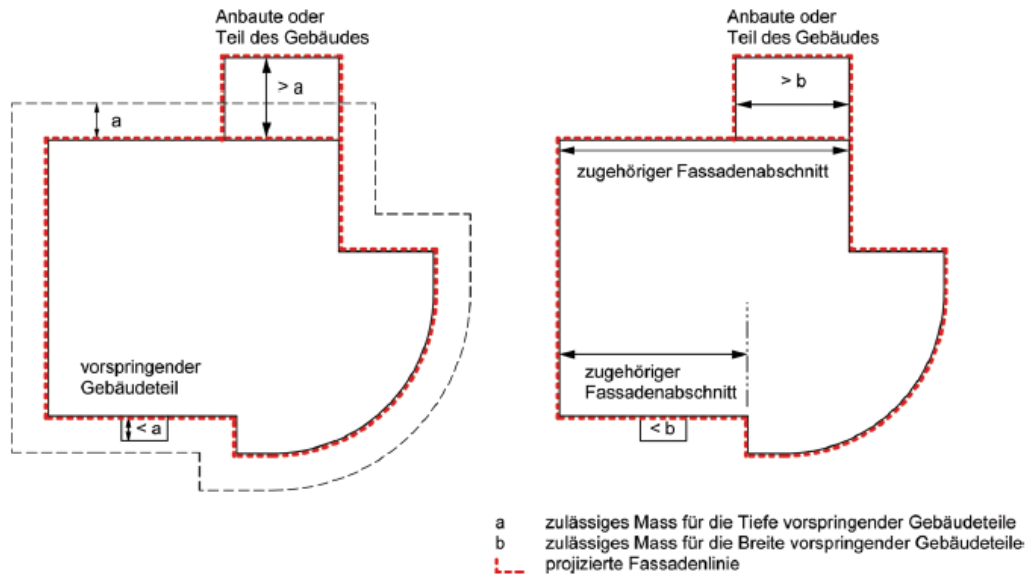 Anbaute oder
Teil des Gebäudes
> a
a
vorspringender
Gebäudeteil
< a
Anbaute oder
Teil des Gebäudes
> b
zugehöriger Fassadenabschnitt
zugehöriger
Fassadenabschnitt
< b
a zulässiges Mass für die Tiefe vorspringender Gebäudeteile
b zulässiges Mass für die Breite vorspringender Gebäudeteile
projizierte Fassadenlinie